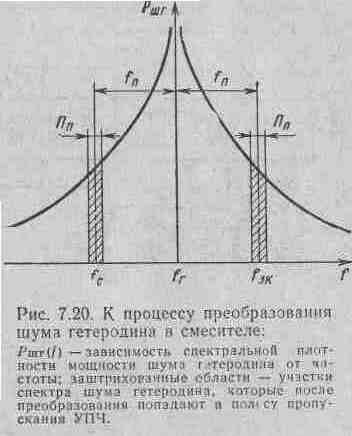 Pшг
fп fп
Пп Пп
fс fг fзк f
Рис. 7.20. К процессу преобразования
шума гетеродина в смесителе:
Pшг(f) — зависимость спектральной плот-
ности мощности шума гетеродина от ча-
стоты; заштрихованные области — участки
спектра шума гетеродина, которые после
преобразования попадают в полосу пропу-
скания УПЧ.